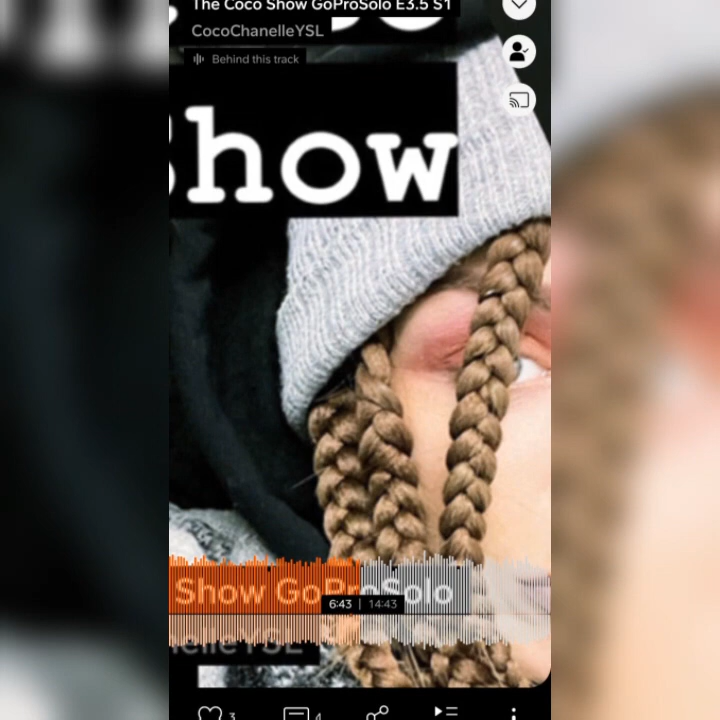 The Coco Show GoProSolo E3.5 S1
CocoChanelleYSL
Behind this track
Show
Show GoProSolo
6:43 | 14:43
nelleYSL
3
4